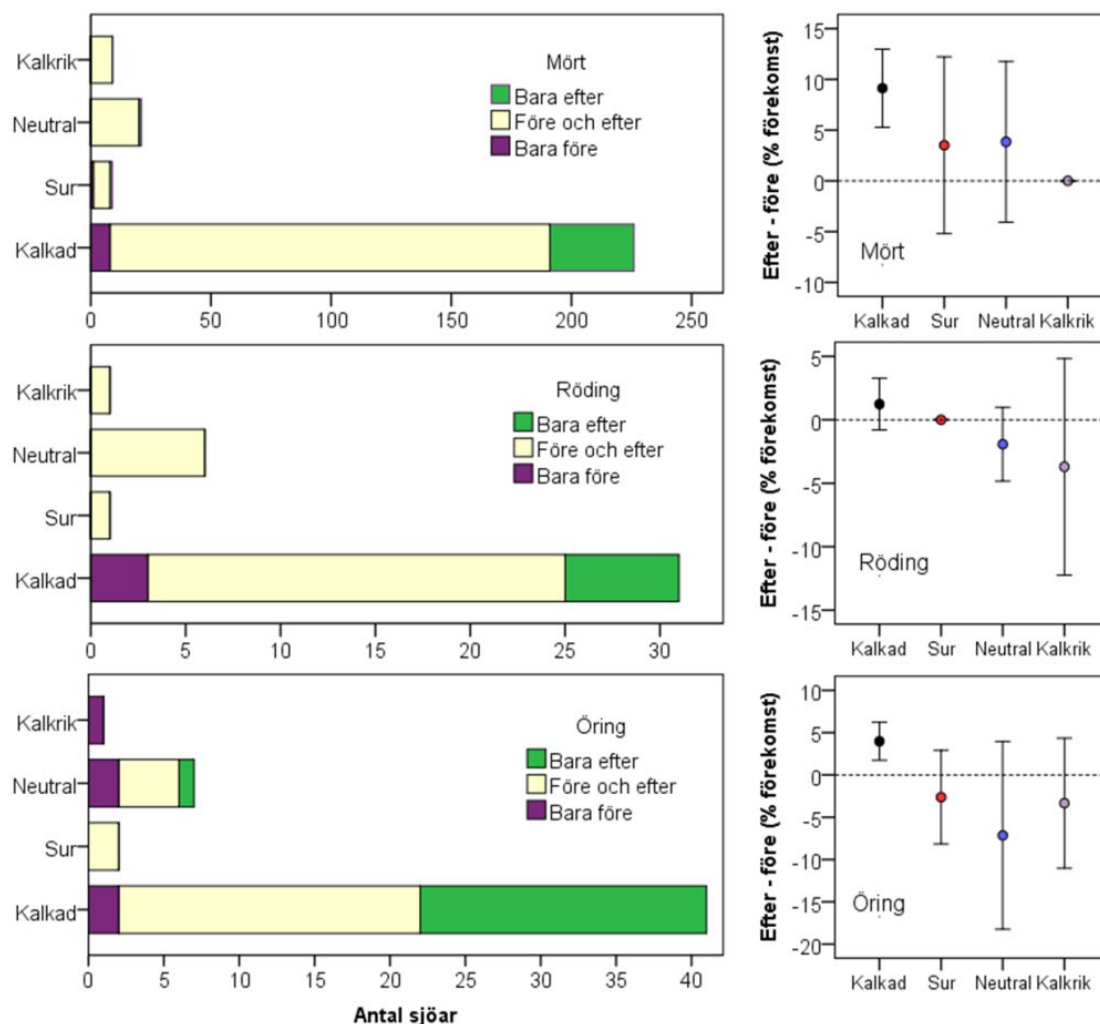 Mört
Bara efter
Före och efter
Bara före
Kalkrik
Neutral
Sur
Kalkad
0 50 100 150 200 250
Efter - före (% förekomst)
15
10
5
0
-5
-10
Mört
Kalkad Sur Neutral Kalkrik
Röding
Bara efter
Före och efter
Bara före
Kalkrik
Neutral
Sur
Kalkad
0 5 10 15 20 25 30
Efter - före (% förekomst)
5
0
-5
-10
-15
Röding
Kalkad Sur Neutral Kalkrik
Öring
Bara efter
Före och efter
Bara före
Kalkrik
Neutral
Sur
Kalkad
0 5 10 15 20 25 30 35 40
Antal sjöar
Efter - före (% förekomst)
10
5
0
-5
-10
-15
-20
Öring
Kalkad Sur Neutral Kalkrik